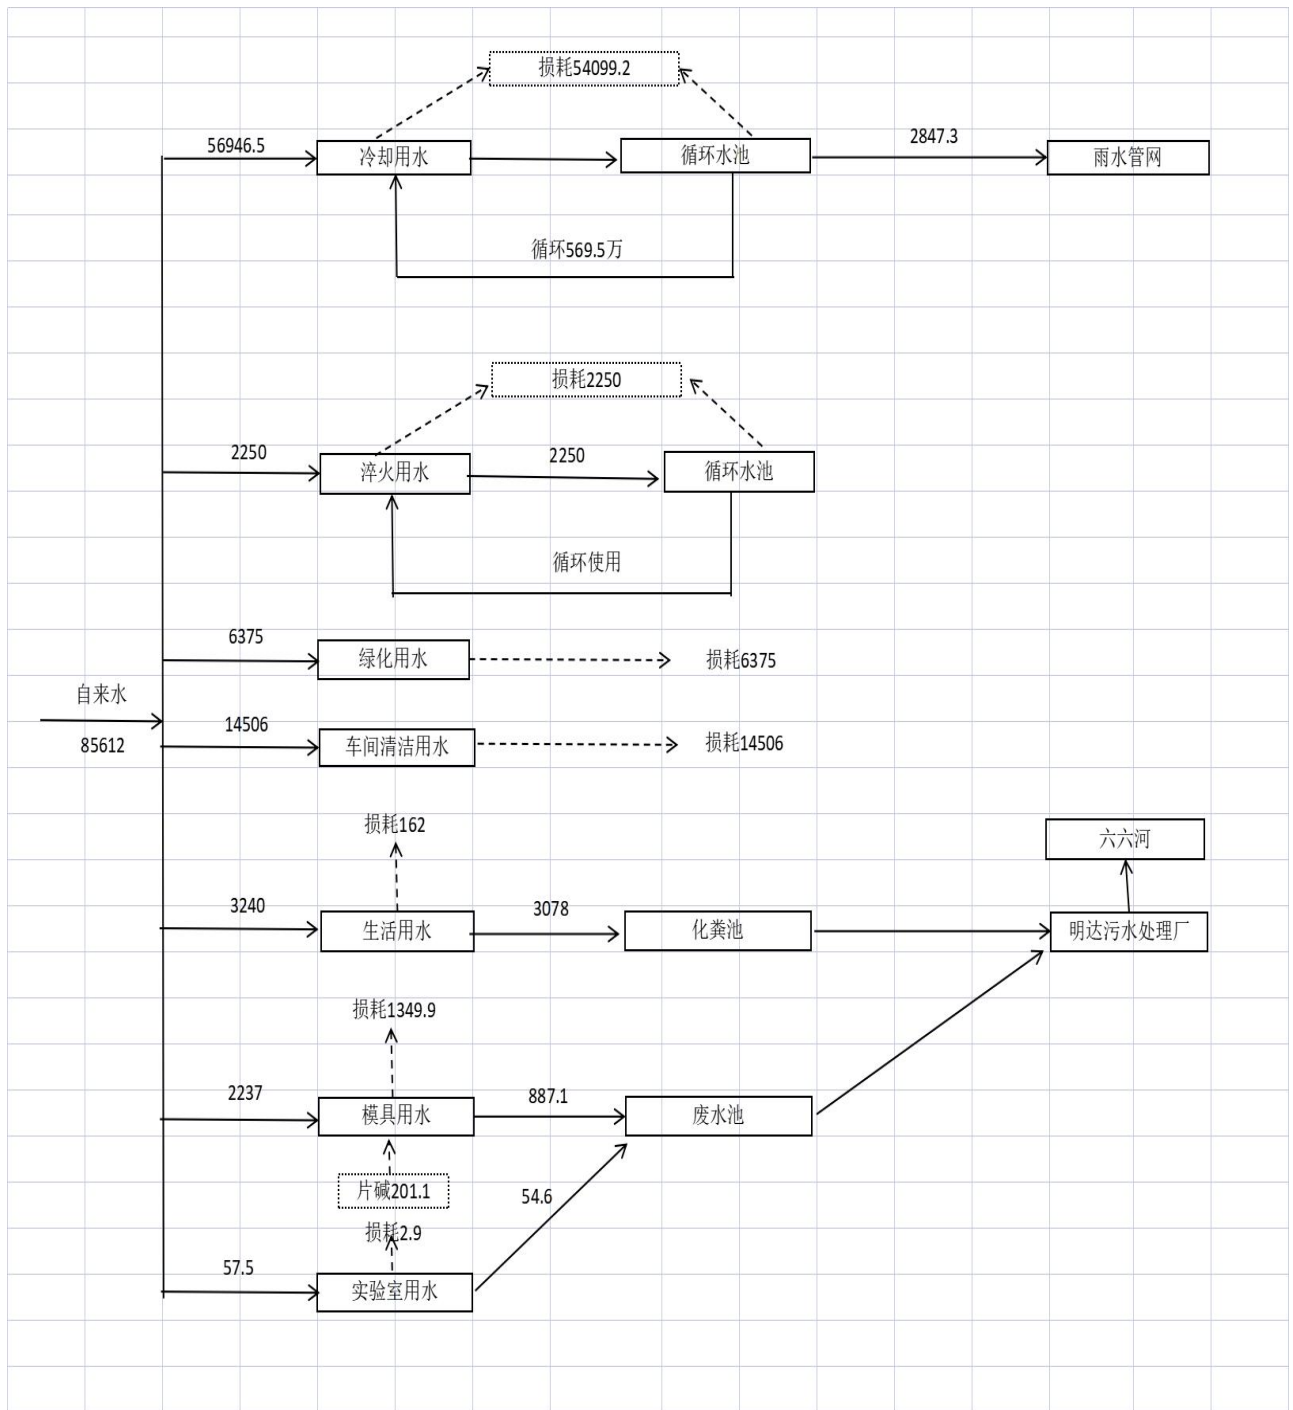 损耗54099.2
56946.5
冷却用水
循环水池
2847.3
雨水管网
循环569.5万
损耗2250
2250
淬火用水
2250
循环水池
循环使用
6375
绿化用水
损耗6375
自来水
85612
14506
车间清洁用水
损耗14506
损耗162
六六河
3240
生活用水
3078
化粪池
明达污水处理厂
损耗1349.9
2237
模具用水
887.1
废水池
片碱201.1
54.6
损耗2.9
57.5
实验室用水